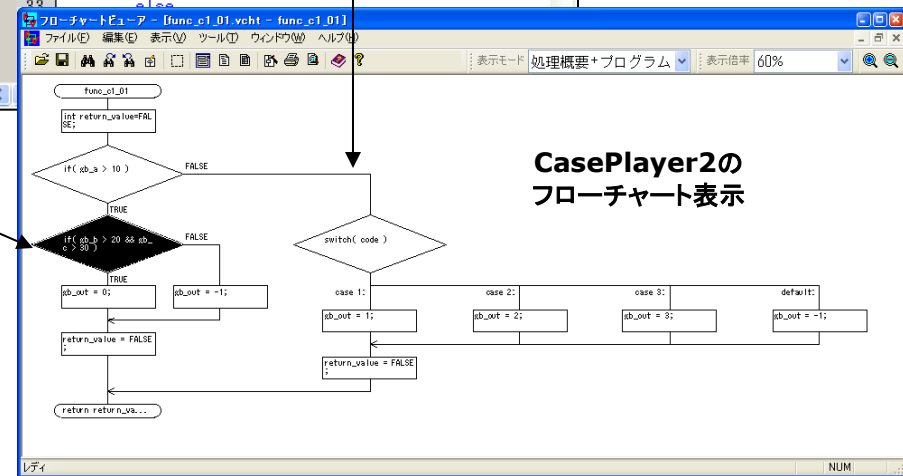 33 else
フローチャートビューア - [func_c1_01.vcht - func_c1_01]
ファイル(F) 編集(E) 表示(V) ツール(T) ウィンドウ(W) ヘルプ(H)
表示モード 処理概要+プログラム 表示倍率 60%
func_c1_01
int return_value=FAL
SE;
if( gb_a > 10 )
FALSE
TRUE
CasePlayer2の
フローチャート表示
if( gb_b > 20 && gb_
c > 30 )
FALSE
TRUE
switch( code )
gb_out = 0;
gb_out = -1;
case 1:
case 2:
case 3:
default:
gb_out = 1;
gb_out = 2;
gb_out = 3;
gb_out = -1;
return_value = FALSE
;
return_value = FALSE
;
return return_va...
レディ
NUM